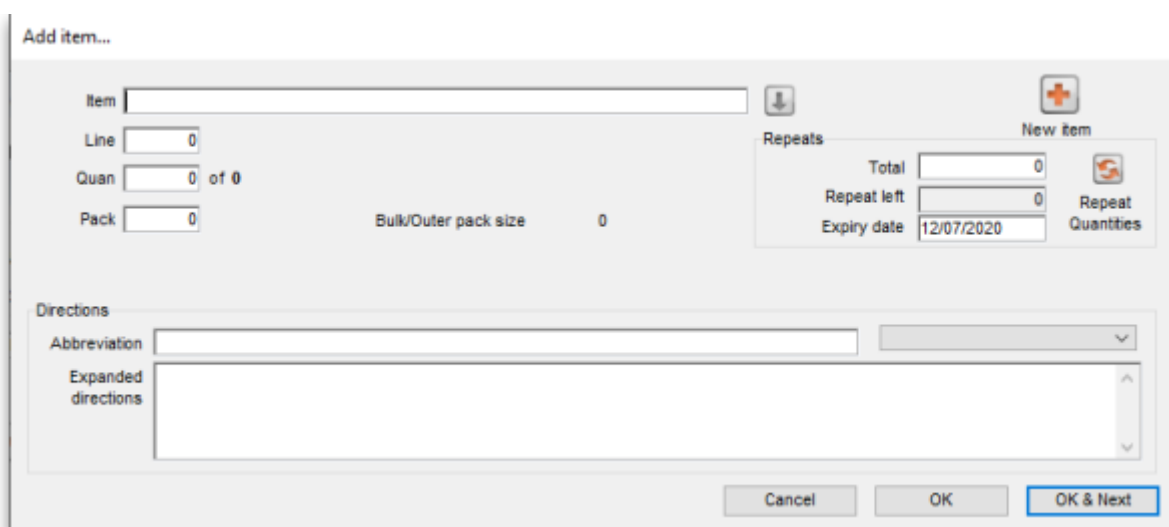 Add item...
Item
New item
Line 0
Repeats
Total 0
Quan 0 of 0
Repeat left 0
Repeat Quantities
Pack 0
Bulk/Outer pack size 0
Expiry date 12/07/2020
Directions
Abbreviation
Expanded
directions
Cancel OK OK & Next